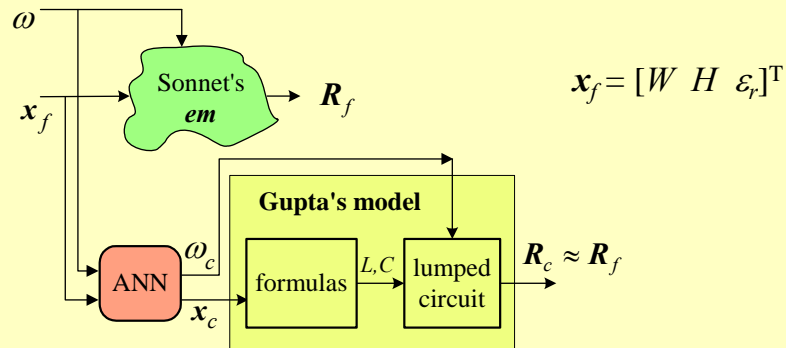 ω
Sonnet's
em
R_f
x_f
x_f = [W H ε_r]^T
Gupta's model
ANN
ω_c
x_c
formulas
L,C
lumped
circuit
R_c ≈ R_f